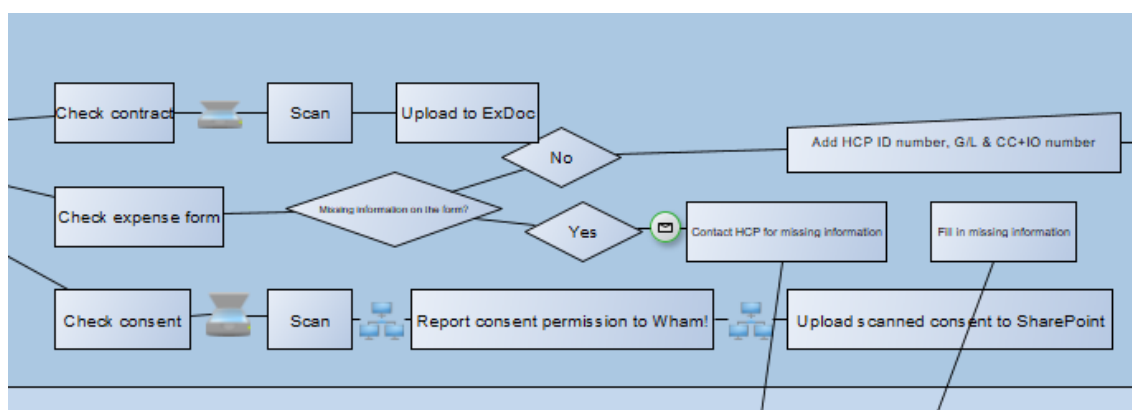 Check contract
Scan
Upload to ExDoc
No
Add HCP ID number, G/L & CC+IO number
Check expense form
Missing information on the form?
Yes
Contact HCP for missing information
Fill in missing information
Check consent
Scan
Report consent permission to Wham!
Upload scanned consent to SharePoint